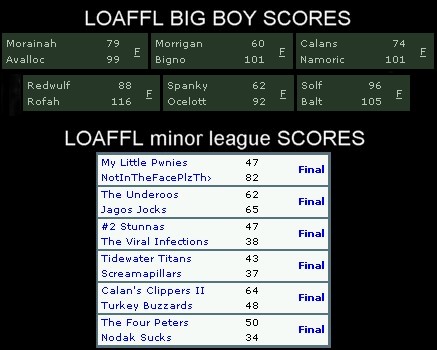 LOAFFL BIG BOY SCORES
Morainah 79 F Morrigan 60 F Calans 74 F
Avalloc 99 Bigno 101 Namoric 101
Redwulf 88 F Spanky 62 F Solf 96 F
Rofah 116 Ocelott 92 Balt 105
LOAFFL minor league SCORES
My Little Pwnies 47 Final
NotInTheFacePlzTh> 82
The Underoos 62 Final
Jagos Jocks 65
#2 Stunnas 47 Final
The Viral Infections 38
Tidewater Titans 43 Final
Screamapillars 37
Calan's Clippers II 64 Final
Turkey Buzzards 48
The Four Peters 50 Final
Nodak Sucks 34